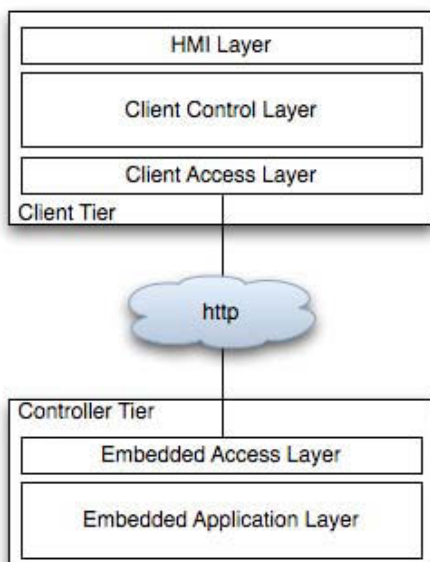 HMI Layer
Client Control Layer
Client Access Layer
Client Tier
http
Controller Tier
Embedded Access Layer
Embedded Application Layer